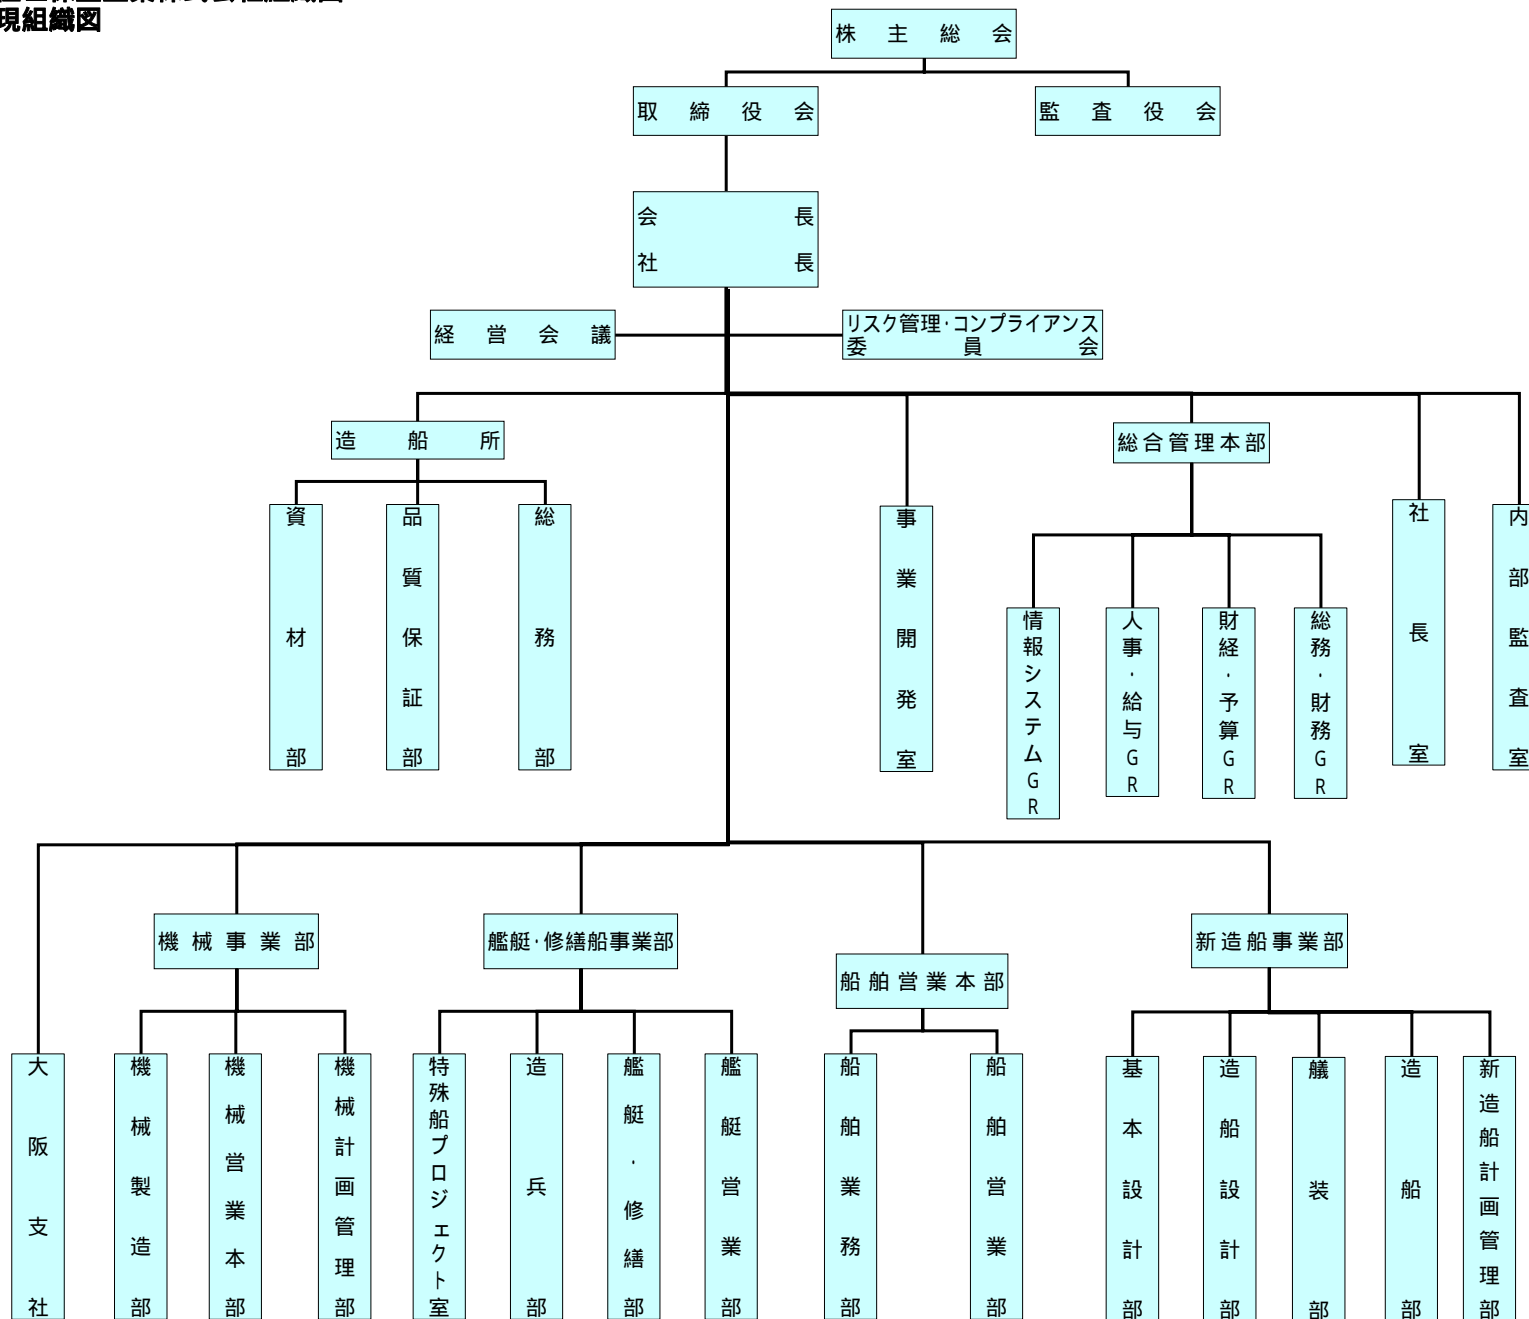 現組織図
株主総会
取締役会
監査役会
会長
社長
経営会議
リスク管理・コンプライアンス
委員会
造船所
総合管理本部
資材部
品質保証部
総務部
事業開発室
情報システムGR
人事・給与GR
財経・予算GR
総務・財務GR
社長室
内部監査室
機械事業部
艦艇・修繕船事業部
船舶営業本部
新造船事業部
大阪支社
機械製造部
機械営業本部
機械計画管理部
特殊船プロジェクト室
造兵部
艦艇・修繕部
艦艇営業部
船舶業務部
船舶営業部
基本設計部
造船設計部
艤装部
造船部
新造船計画管理部